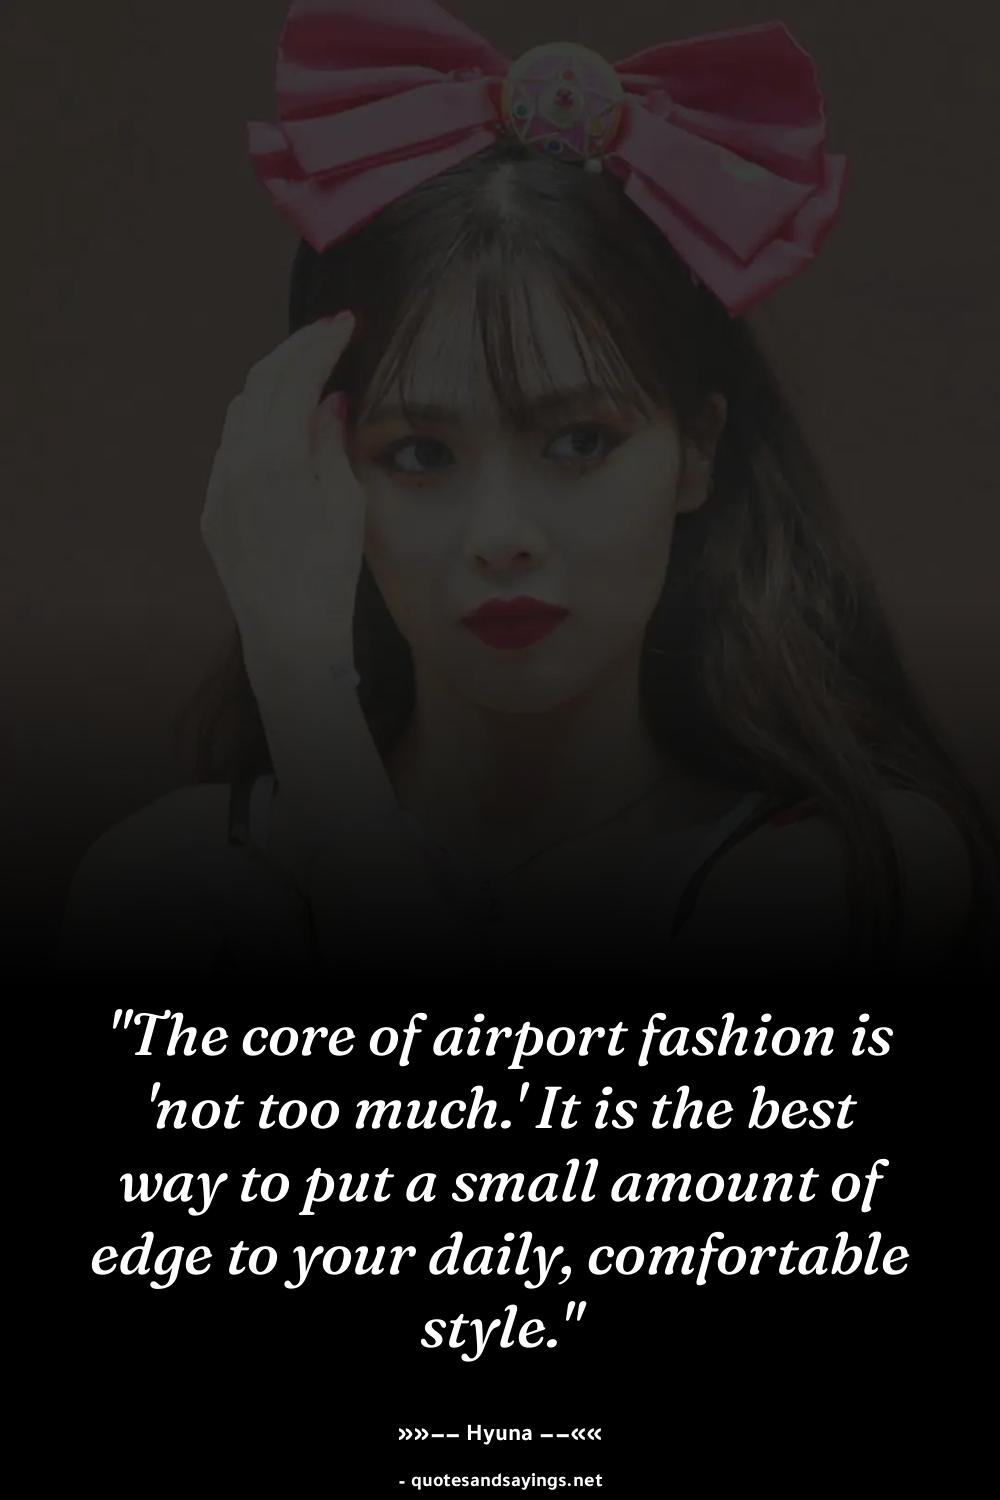 "The core of airport fashion is
'not too much.' It is the best
way to put a small amount of
edge to your daily, comfortable
style."
»»−− Hyuna −−««
- quotesandsayings.net